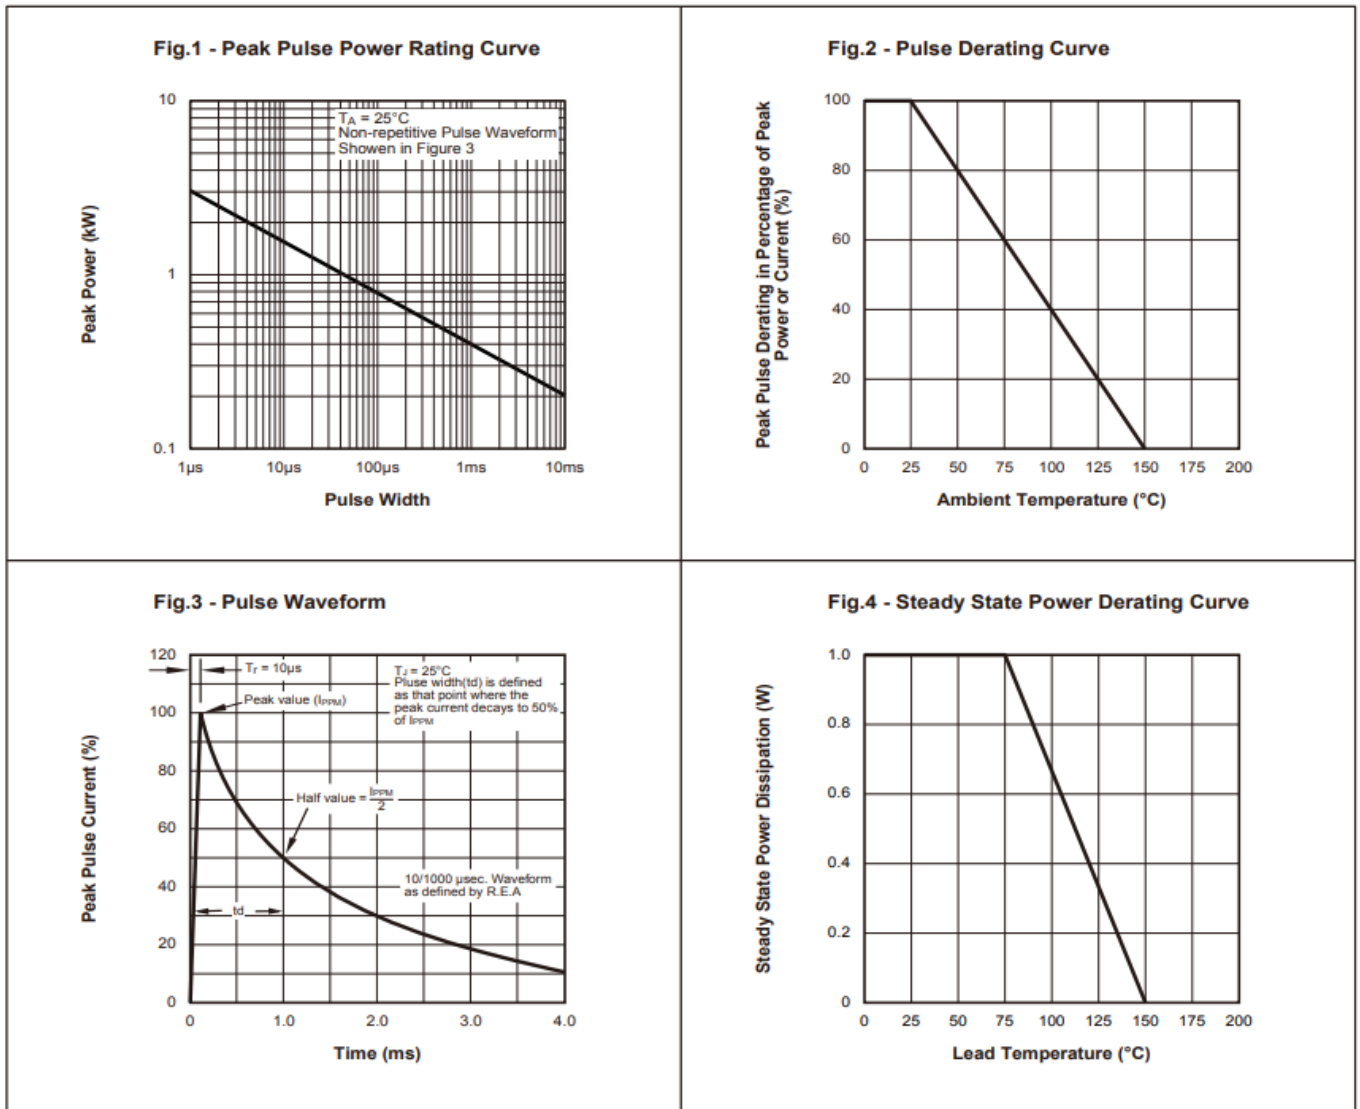 Fig.1 - Peak Pulse Power Rating Curve
Peak Power (kW)
10
1
0.1
TA = 25°C
Non-repetitive Pulse Waveform
Showen in Figure 3
1µs 10µs 100µs 1ms 10ms
Pulse Width
Fig.2 - Pulse Derating Curve
Peak Pulse Derating in Percentage of Peak
Power or Current (%)
100
80
60
40
20
0
0 25 50 75 100 125 150 175 200
Ambient Temperature (°C)
Fig.3 - Pulse Waveform
Peak Pulse Current (%)
120
100
80
60
40
20
0
Tr = 10µs
Peak value (IPPM)
TJ = 25°C
Pluse width(td) is defined
as that point where the
peak current decays to 50%
of IPPM
Half value = IPPM
2
10/1000 µsec. Waveform
as defined by R.E.A
td
0 1.0 2.0 3.0 4.0
Time (ms)
Fig.4 - Steady State Power Derating Curve
Steady State Power Dissipation (W)
1.0
0.8
0.6
0.4
0.2
0
0 25 50 75 100 125 150 175 200
Lead Temperature (°C)